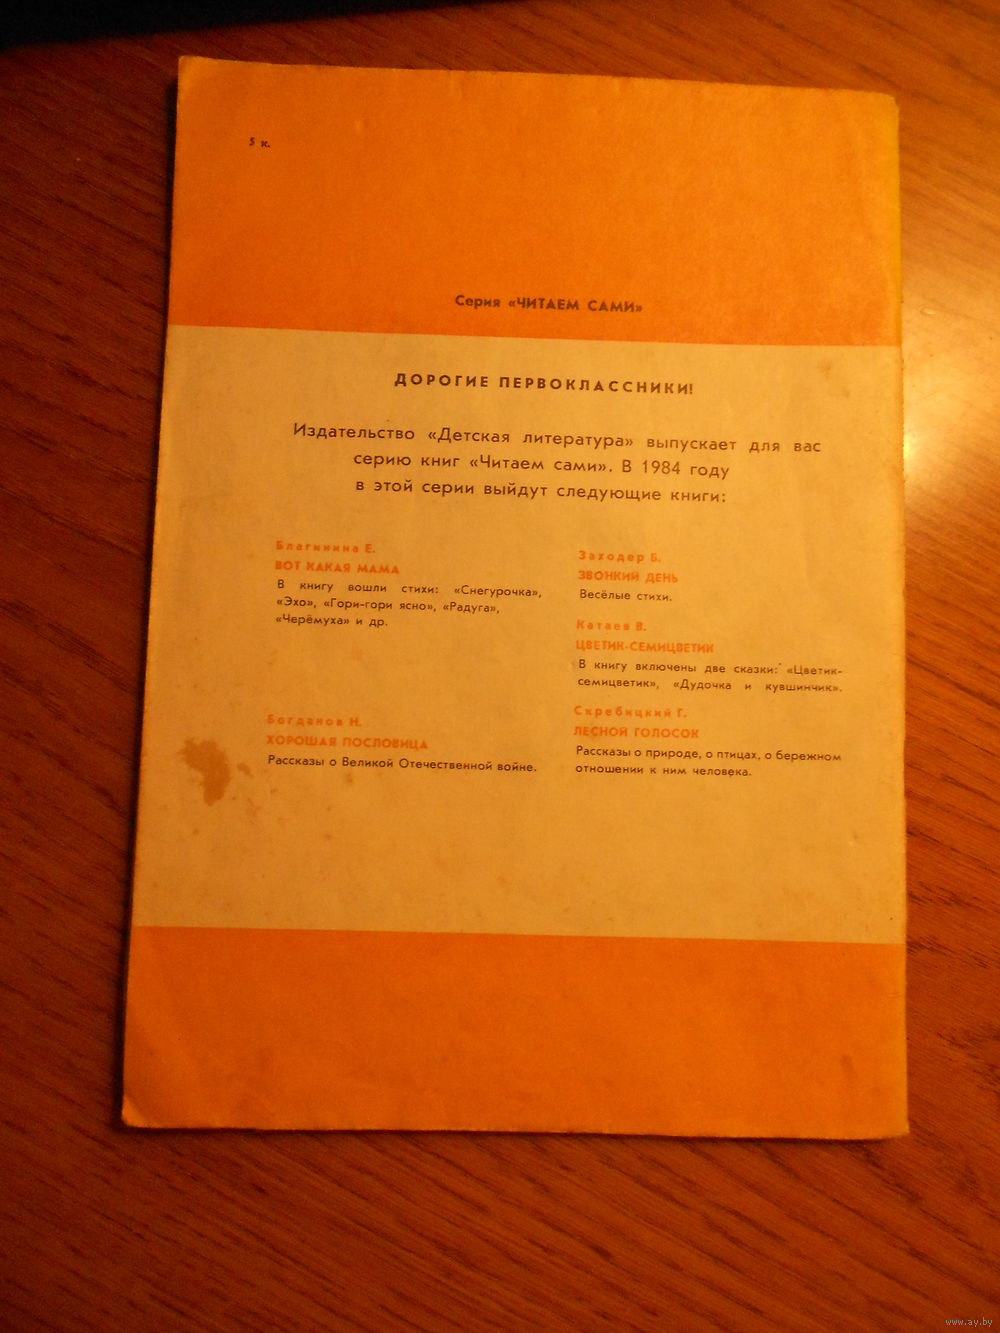 5 к.
Серия «ЧИТАЕМ САМИ»
ДОРОГИЕ ПЕРВОКЛАССНИКИ!
Издательство «Детская литература» выпускает для вас
серию книг «Читаем сами». В 1984 году
в этой серии выйдут следующие книги:
Благинина Е.
ВОТ КАКАЯ МАМА
В книгу вошли стихи: «Снегурочка»,
«Эхо», «Гори-гори ясно», «Радуга»,
«Черёмуха» и др.
Богданов Н.
ХОРОШАЯ ПОСЛОВИЦА
Рассказы о Великой Отечественной войне.
Заходер Б.
ЗВОНКИЙ ДЕНЬ
Весёлые стихи.
Катаев В.
ЦВЕТИК-СЕМИЦВЕТИК
В книгу включены две сказки: «Цветик-
семицветик», «Дудочка и кувшинчик».
Скребицкий Г.
ЛЕСНОЙ ГОЛОСОК
Рассказы о природе, о птицах, о бережном
отношении к ним человека.
www.ay.by